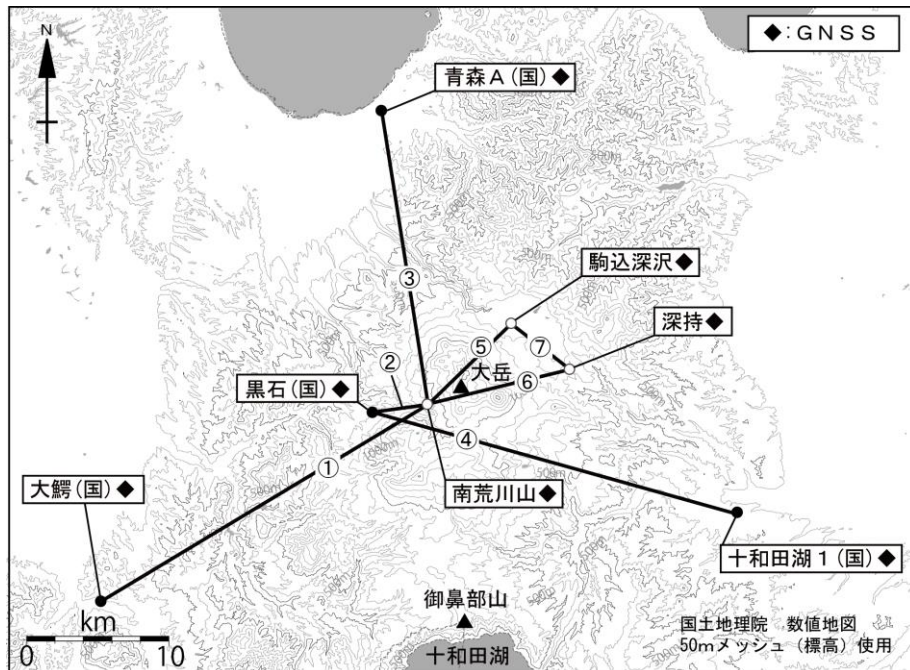 ◆:GNSS
N
青森A(国)◆
③
駒込深沢◆
深持◆
⑤
⑦
②
⑥
大岳
黒石(国)◆
④
①
大鰐(国)◆
南荒川山◆
十和田湖1(国)◆
御鼻部山
km
0 10
十和田湖
国土地理院 数値地図
50mメッシュ(標高)使用
500m
1000m